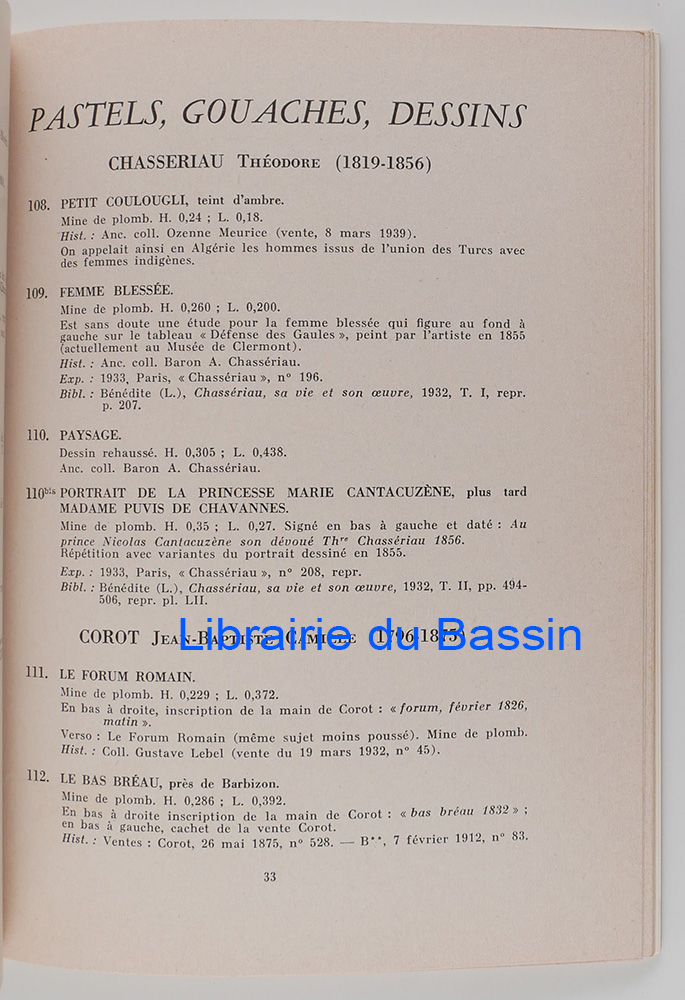 PASTELS, GOUACHES, DESSINS
CHASSERIAU THÉODORE (1819-1856)
108. PETIT COULOUGLI, teint d'ambre.
Mine de plomb. H. 0,24 ; L. 0,18.
Hist. : Anc. coll. Ozenne Meurice (vente, 8 mars 1939).
On appelait ainsi en Algérie les hommes issus de l'union des Turcs avec
des femmes indigènes.
109. FEMME BLESSÉE.
Mine de plomb. H. 0,260 ; L. 0,200.
Est sans doute une étude pour la femme blessée qui figure au fond à
gauche sur le tableau « Défense des Gaules », peint par l'artiste en 1855
(actuellement au Musée de Clermont).
Hist. : Anc. coll. Baron A. Chassériau.
Exp. : 1933, Paris, « Chassériau », n° 196.
Bibl. : Bénédite (L.), Chassériau, sa vie et son œuvre, 1932, T. I, repr.
p. 207.
110. PAYSAGE.
Dessin rehaussé. H. 0,305 ; L. 0,438.
Anc. coll. Baron A. Chassériau.
110bis PORTRAIT DE LA PRINCESSE MARIE CANTACUZÈNE, plus tard
MADAME PUVIS DE CHAVANNES.
Mine de plomb. H. 0,35 ; L. 0,27. Signé en bas à gauche et daté : Au
prince Nicolas Cantacuzène son dévoué Thre Chassériau 1856.
Répétition avec variantes du portrait dessiné en 1855.
Exp. : 1933, Paris, « Chassériau », n° 208, repr.
Bibl. : Bénédite (L.), Chassériau, sa vie et son œuvre, 1932, T. II, pp. 494-
506, repr. pl. LII.
COROT JEAN-BAPTISTE CAMILLE 1796-1875)
Librairie du Bassin
111. LE FORUM ROMAIN.
Mine de plomb. H. 0,229 ; L. 0,372.
En bas à droite, inscription de la main de Corot : « forum, février 1826,
matin ».
Verso : Le Forum Romain (même sujet moins poussé). Mine de plomb.
Hist. : Coll. Gustave Lebel (vente du 19 mars 1932, n° 45).
112. LE BAS BRÉAU, près de Barbizon.
Mine de plomb. H. 0,286 ; L. 0,392.
En bas à droite inscription de la main de Corot : « bas bréau 1832 » ;
en bas à gauche, cachet de la vente Corot.
Hist. : Ventes : Corot, 26 mai 1875, n° 528. — B**, 7 février 1912, n° 83.
33